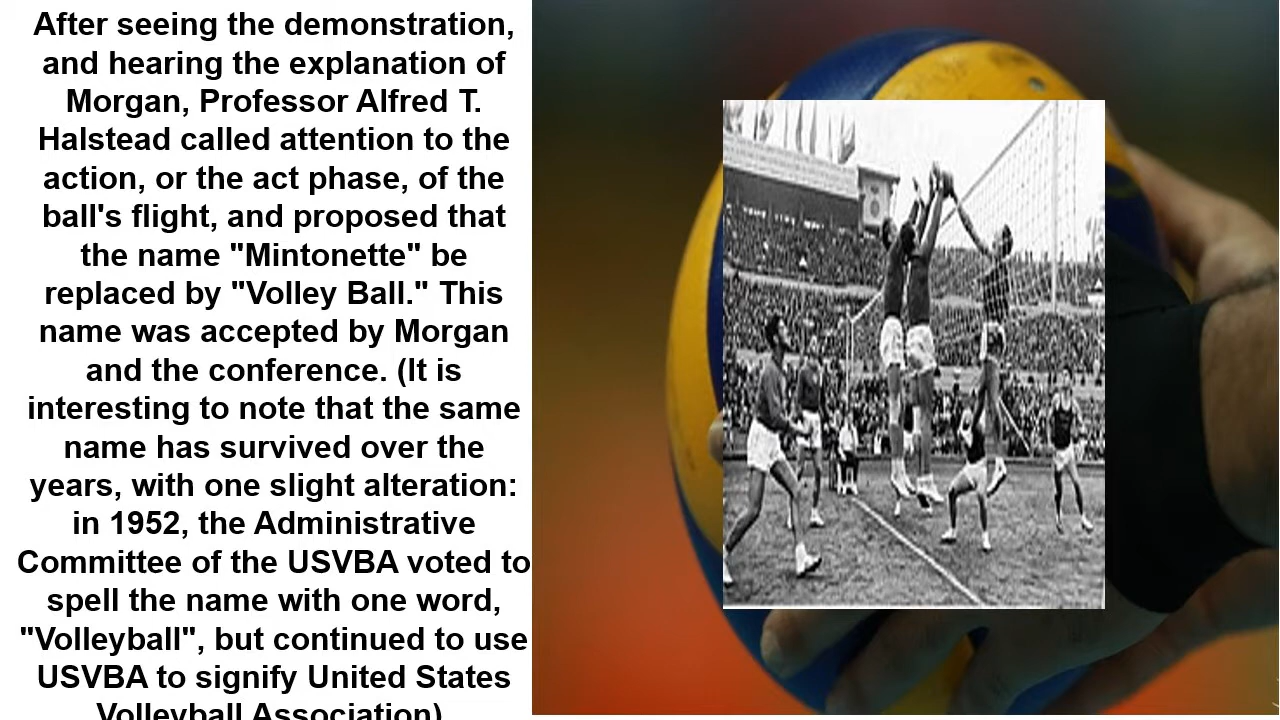 After seeing the demonstration,
and hearing the explanation of
Morgan, Professor Alfred T.
Halstead called attention to the
action, or the act phase, of the
ball's flight, and proposed that
the name "Mintonette" be
replaced by "Volley Ball." This
name was accepted by Morgan
and the conference. (It is
interesting to note that the same
name has survived over the
years, with one slight alteration:
in 1952, the Administrative
Committee of the USVBA voted to
spell the name with one word,
"Volleyball", but continued to use
USVBA to signify United States
Volleyball Association)